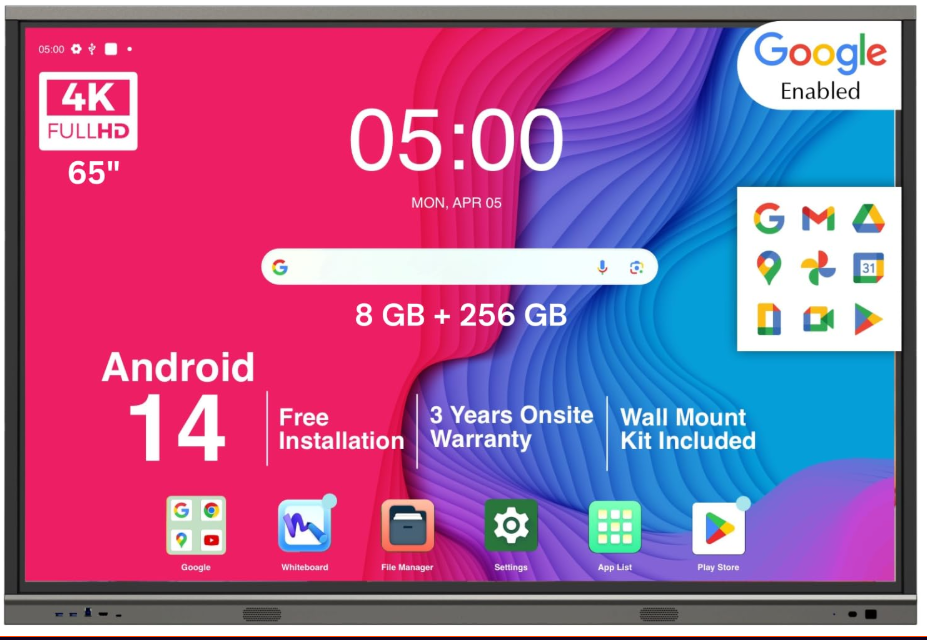 05:00
4K
FULLHD
65"
Google
Enabled
05:00
MON, APR 05
31
8 GB + 256 GB
Android
14
Free
Installation
3 Years Onsite
Warranty
Wall Mount
Kit Included
Google
Whiteboard
File Manager
Settings
App List
Play Store